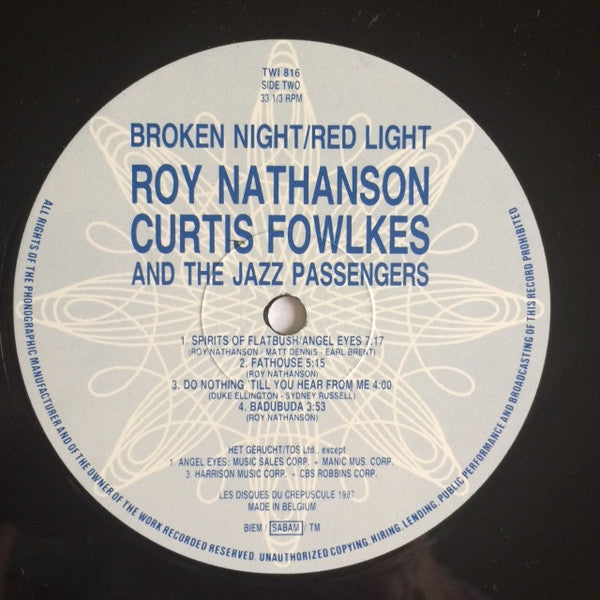 TWI 816
SIDE TWO
33 1/3 RPM
BROKEN NIGHT/RED LIGHT
ROY NATHANSON
CURTIS FOWLKES
AND THE JAZZ PASSENGERS
1. SPIRITS OF FLATBUSH/ANGEL EYES 7:17
(ROY NATHANSON / MATT DENNIS - EARL BRENT)
2. FATHOUSE 5:15
(ROY NATHANSON)
3. DO NOTHING 'TILL YOU HEAR FROM ME 4:00
(DUKE ELLINGTON - SYDNEY RUSSELL)
4. BADUBUDA 3:53
(ROY NATHANSON)
HET GERUCHT/TDS Ltd.. except
1. ANGEL EYES: MUSIC SALES CORP. - MANIC MUS. CORP.
3. HARRISON MUSIC CORP. - CBS ROBBINS CORP.
LES DISQUES DU CREPUSCULE 1987
MADE IN BELGIUM
BIEM / SABAM / TM
ALL RIGHTS OF THE PHONOGRAPHIC MANUFACTURER AND OF THE OWNER OF THE WORK RECORDED RESERVED. UNAUTHORIZED COPYING, HIRING, LENDING, PUBLIC PERFORMANCE AND BROADCASTING OF THIS RECORD PROHIBITED